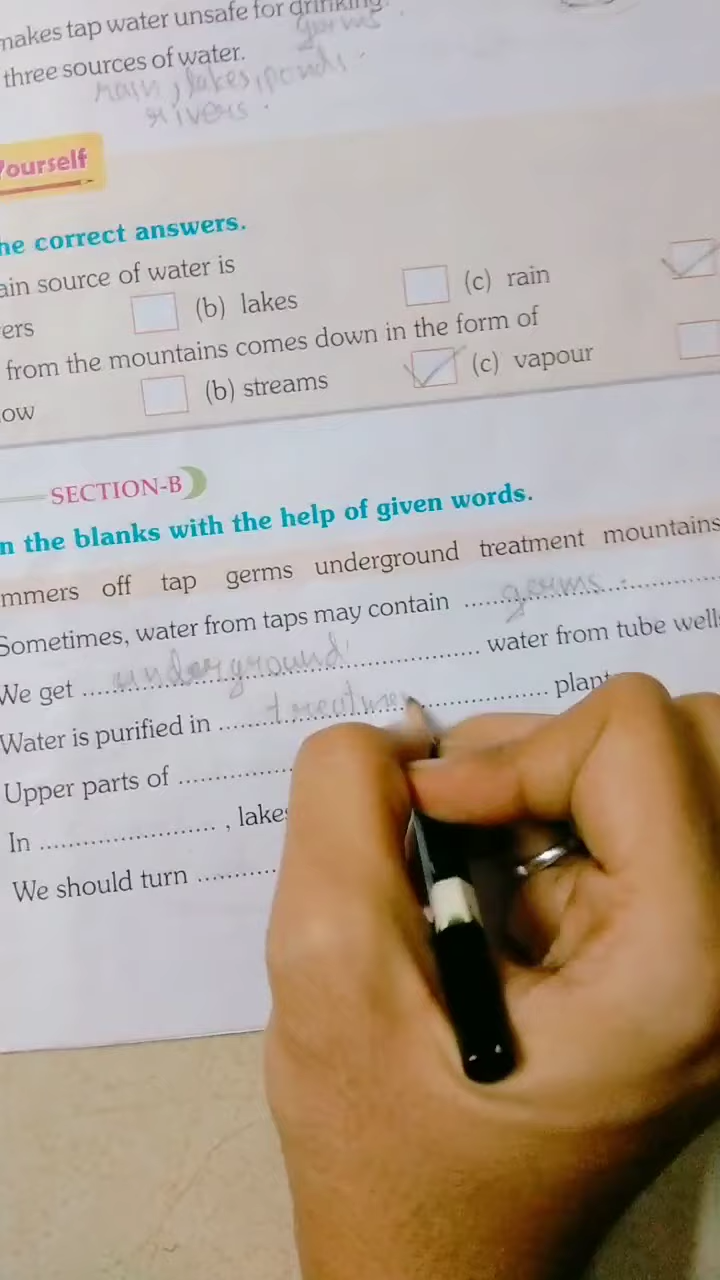 makes tap water unsafe for drinking.
germs.
three sources of water.
rain, lakes, ponds.
rivers.
Yourself
he correct answers.
ain source of water is
ers (b) lakes (c) rain
from the mountains comes down in the form of
ow (b) streams (c) vapour
SECTION-B
n the blanks with the help of given words.
mmers off tap germs underground treatment mountains
Sometimes, water from taps may contain germs.
We get underground water from tube well
Water is purified in treatme plant
Upper parts of
In , lake
We should turn